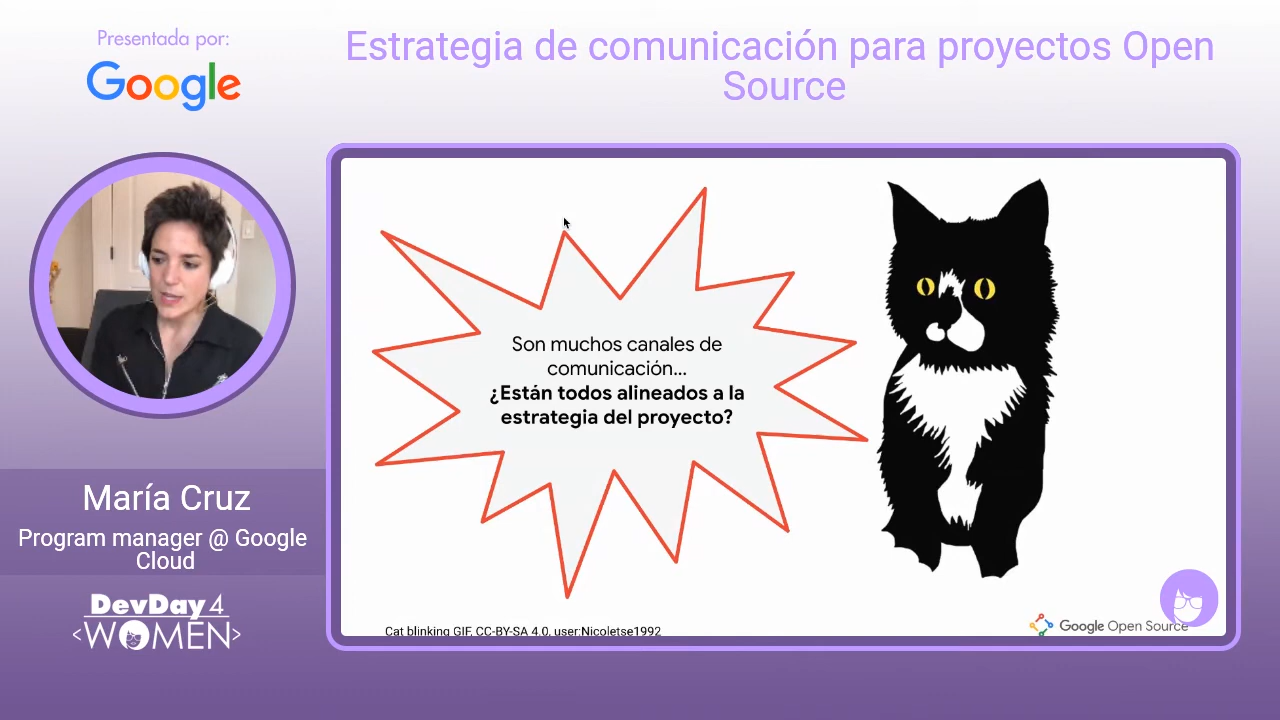 Presentada por:
Google
Estrategia de comunicación para proyectos Open
Source
Son muchos canales de
comunicación...
¿Están todos alineados a la
estrategia del proyecto?
María Cruz
Program manager @ Google
Cloud
DevDay 4
<WOMEN>
Cat blinking GIF, CC-BY-SA 4.0, user:Nicoletse1992
Google Open Source